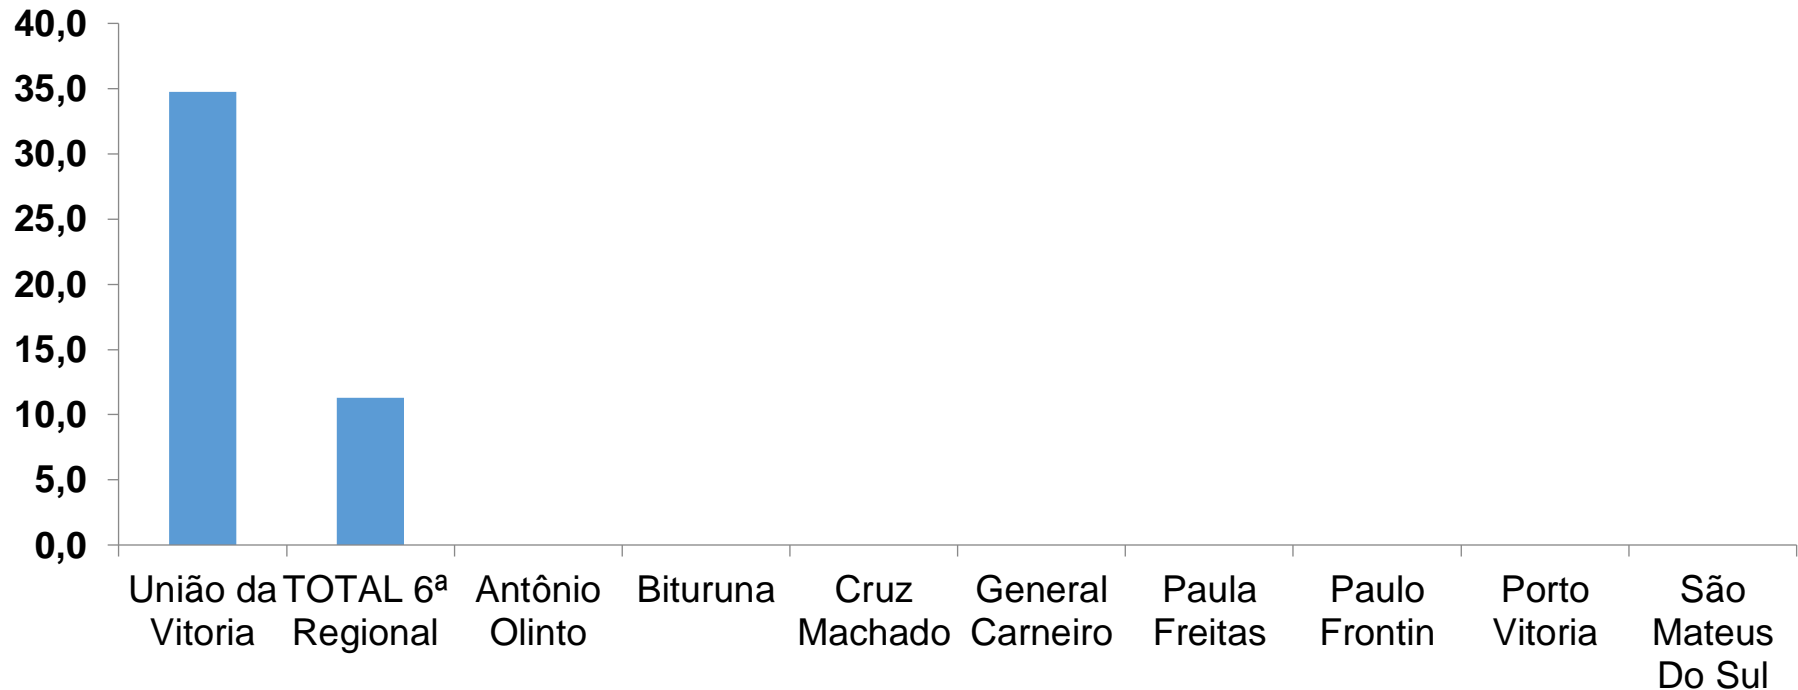 40,0
35,0
30,0
25,0
20,0
15,0
10,0
5,0
0,0
União da
Vitoria
TOTAL 6ª
Regional
Antônio
Olinto
Bituruna
Cruz
Machado
General
Carneiro
Paula
Freitas
Paulo
Frontin
Porto
Vitoria
São
Mateus
Do Sul